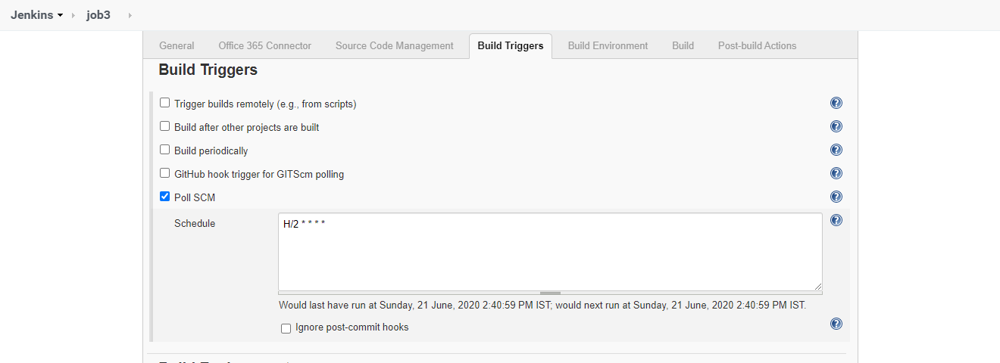 Jenkins job3
General Office 365 Connector Source Code Management Build Triggers Build Environment Build Post-build Actions
Build Triggers
Trigger builds remotely (e.g., from scripts)
Build after other projects are built
Build periodically
GitHub hook trigger for GITScm polling
Poll SCM
Schedule H/2 * * * *
Would last have run at Sunday, 21 June, 2020 2:40:59 PM IST; would next run at Sunday, 21 June, 2020 2:40:59 PM IST.
Ignore post-commit hooks